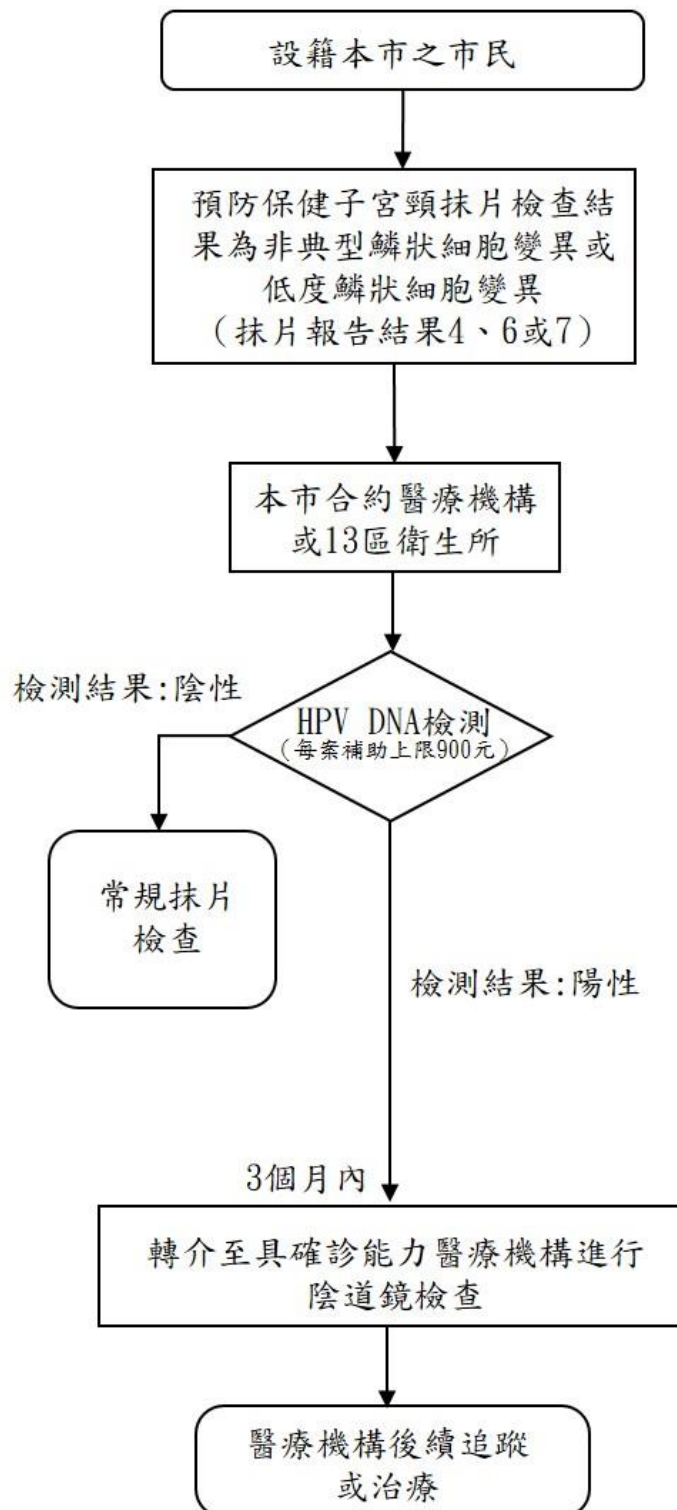 設籍本市之市民
預防保健子宮頸抹片檢查結
果為非典型鱗狀細胞變異或
低度鱗狀細胞變異
（抹片報告結果4、6或7）
本市合約醫療機構
或13區衛生所
檢測結果:陰性
HPV DNA檢測
（每案補助上限900元）
常規抹片
檢查
檢測結果:陽性
3個月內
轉介至具確診能力醫療機構進行
陰道鏡檢查
醫療機構後續追蹤
或治療